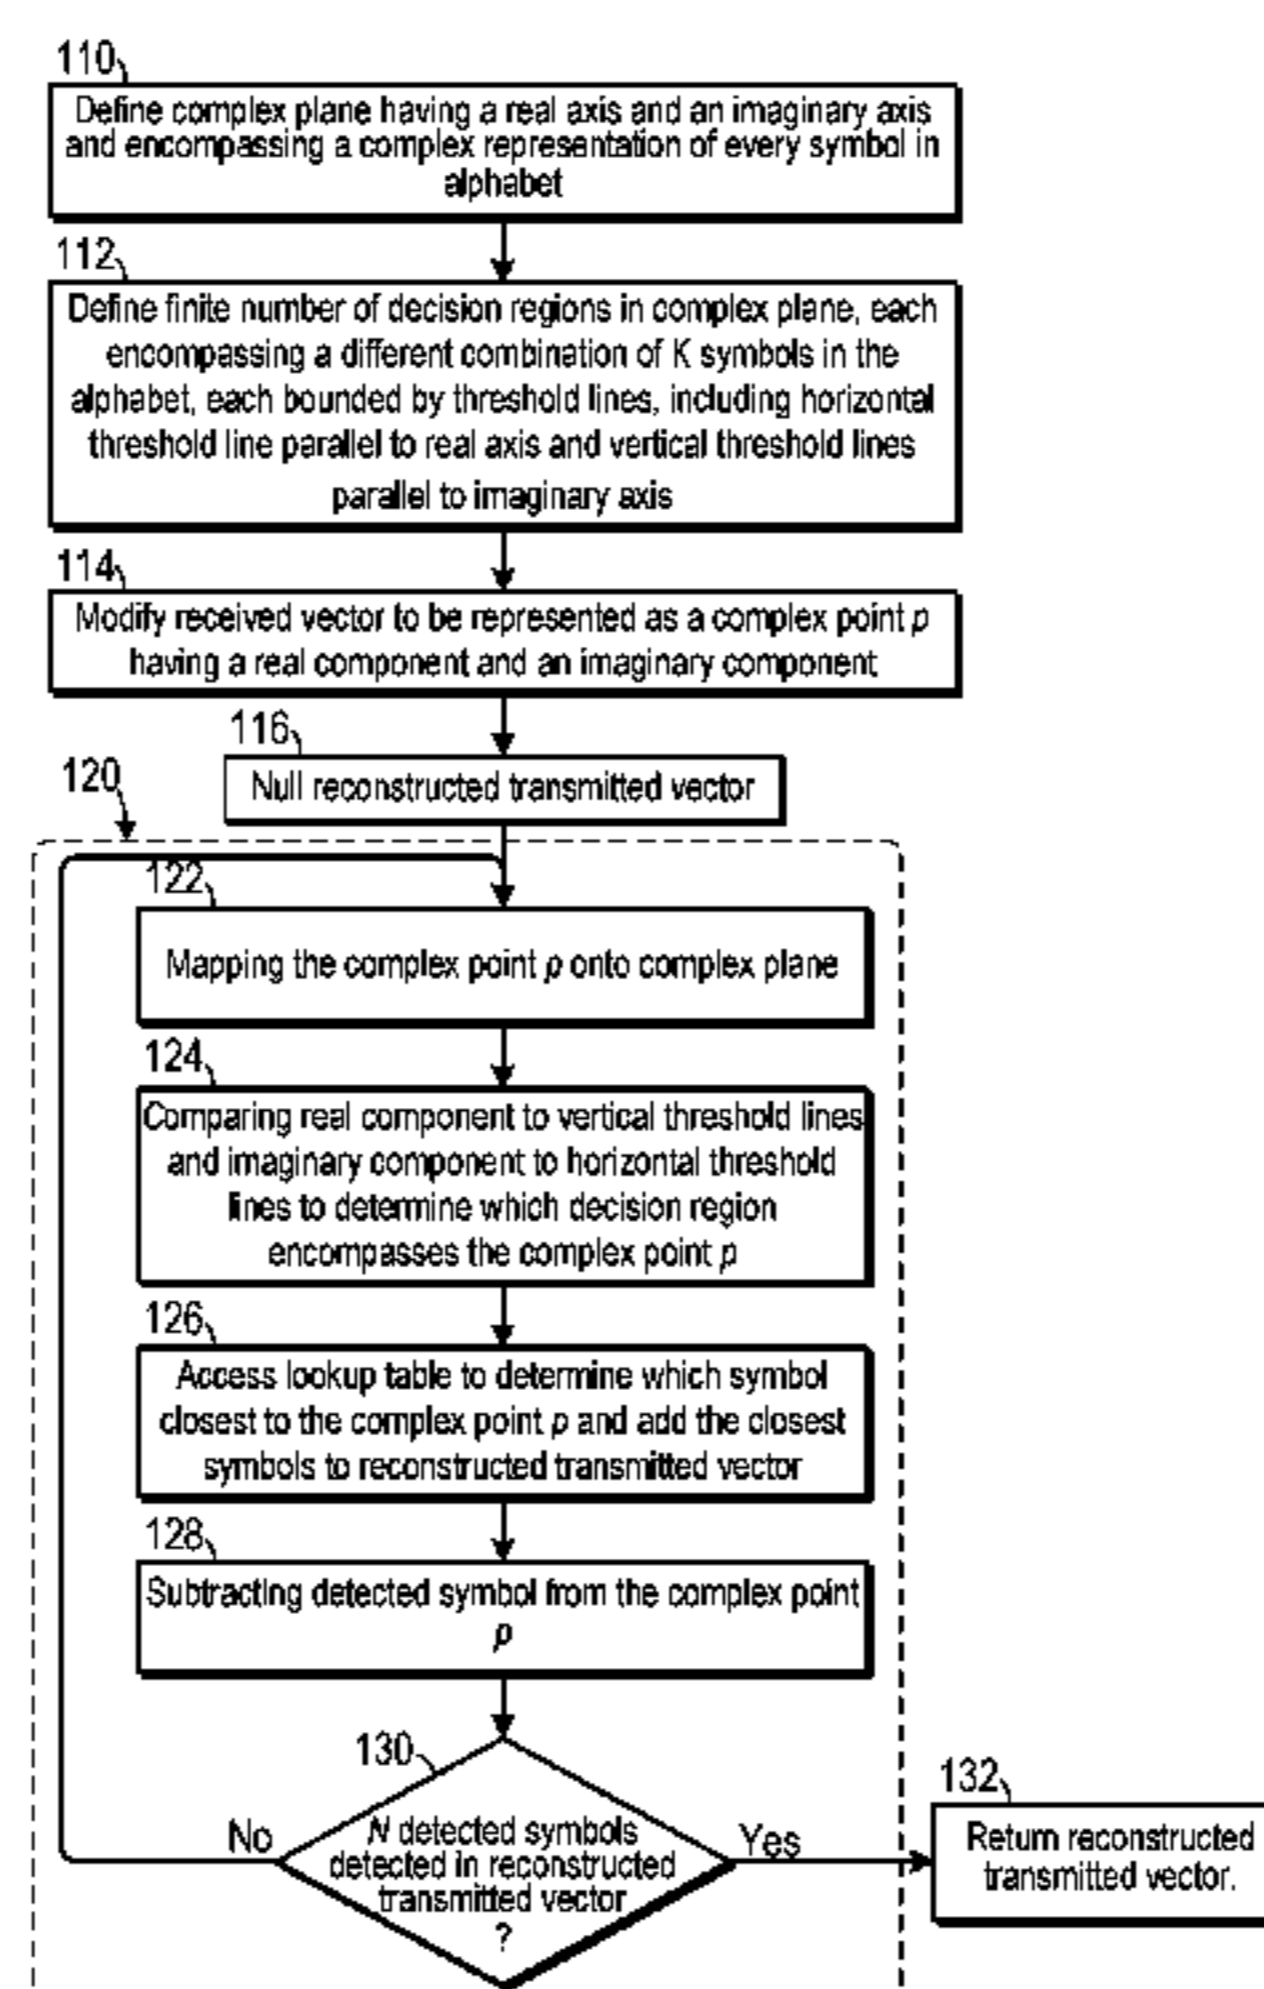 110
Define complex plane having a real axis and an imaginary axis
and encompassing a complex representation of every symbol in
alphabet
112
Define finite number of decision regions in complex plane, each
encompassing a different combination of K symbols in the
alphabet, each bounded by threshold lines, including horizontal
threshold line parallel to real axis and vertical threshold lines
parallel to imaginary axis
114
Modify received vector to be represented as a complex point p
having a real component and an imaginary component
116
Null reconstructed transmitted vector
120
122
Mapping the complex point p onto complex plane
124
Comparing real component to vertical threshold lines
and imaginary component to horizontal threshold
lines to determine which decision region
encompasses the complex point p
126
Access lookup table to determine which symbol
closest to the complex point p and add the closest
symbols to reconstructed transmitted vector
128
Subtracting detected symbol from the complex point
p
130
N detected symbols
detected in reconstructed
transmitted vector
?
No
Yes
132
Return reconstructed
transmitted vector.